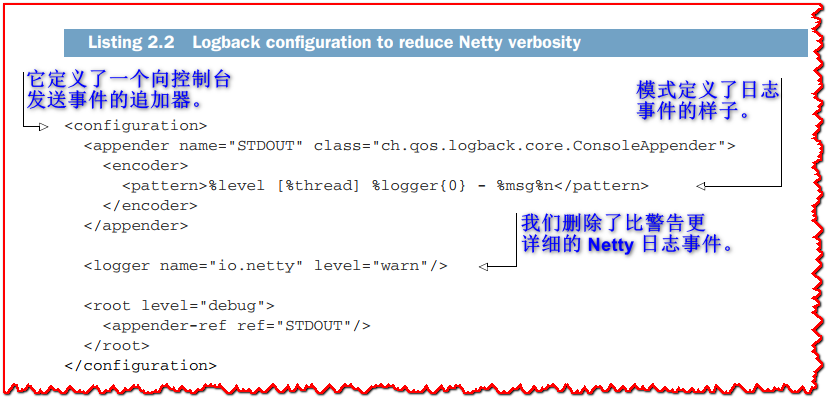 Listing 2.2 Logback configuration to reduce Netty verbosity
它定义了一个向控制台
发送事件的追加器。
模式定义了日志
事件的样子。
<configuration>
<appender name="STDOUT" class="ch.qos.logback.core.ConsoleAppender">
<encoder>
<pattern>%level [%thread] %logger{0} - %msg%n</pattern>
</encoder>
</appender>
我们删除了比警告更
详细的 Netty 日志事件。
<logger name="io.netty" level="warn"/>
<root level="debug">
<appender-ref ref="STDOUT"/>
</root>
</configuration>